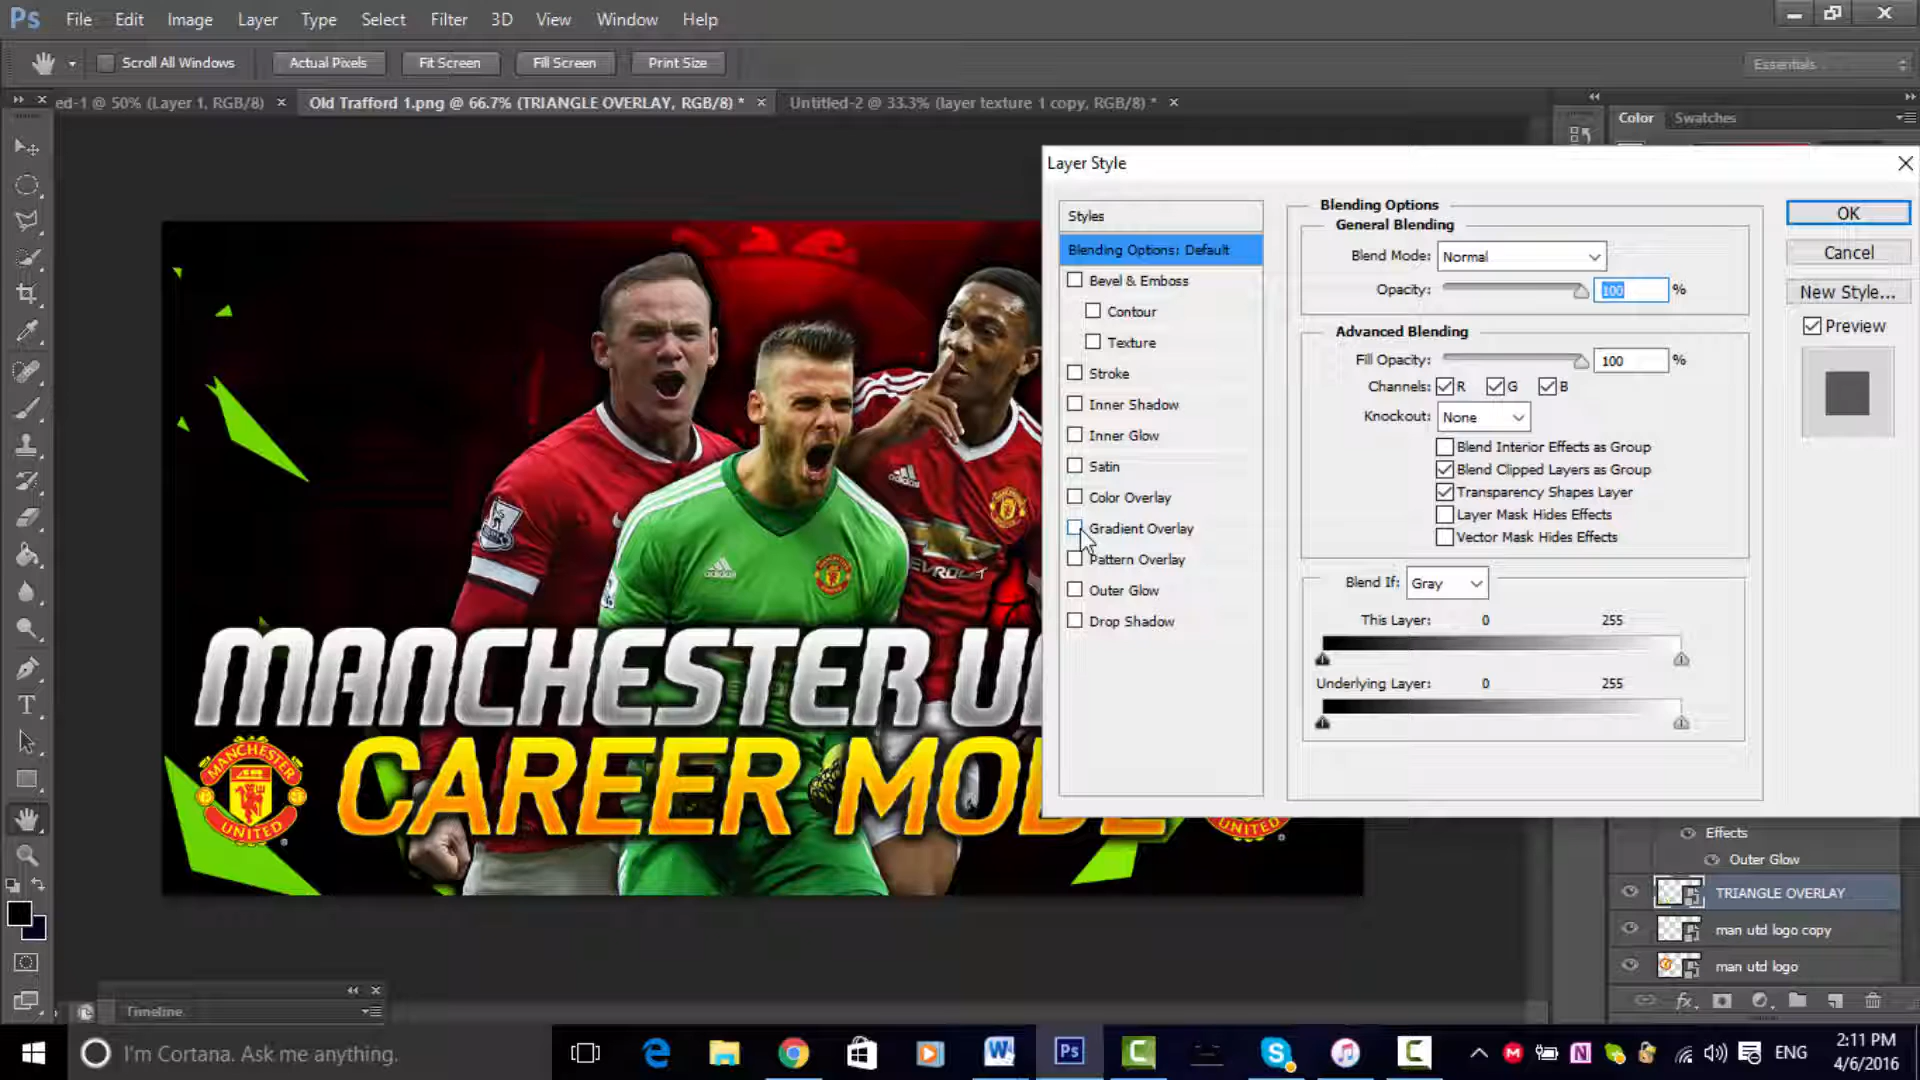 Ps File Edit Image Layer Type Select Filter 3D View Window Help
Scroll All Windows Actual Pixels Fit Screen Fill Screen Print Size Essentials
ed-1 @ 50% (Layer 1, RGB/8) × Old Trafford 1.png @ 66.7% (TRIANGLE OVERLAY, RGB/8) * × Untitled-2 @ 33.3% (layer texture 1 copy, RGB/8) * ×
Color Swatches
Layer Style
Styles
Blending Options: Default
Bevel & Emboss
Contour
Texture
Stroke
Inner Shadow
Inner Glow
Satin
Color Overlay
Gradient Overlay
Pattern Overlay
Outer Glow
Drop Shadow
Blending Options
General Blending
Blend Mode: Normal
Opacity: 100 %
Advanced Blending
Fill Opacity: 100 %
Channels: R G B
Knockout: None
Blend Interior Effects as Group
Blend Clipped Layers as Group
Transparency Shapes Layer
Layer Mask Hides Effects
Vector Mask Hides Effects
Blend If: Gray
This Layer: 0 255
Underlying Layer: 0 255
OK
Cancel
New Style...
Preview
adidas
adidas
CHEVROLET
MANCHESTER U
CAREER MODE
MANCHESTER
UNITED
UNITED
Effects
Outer Glow
TRIANGLE OVERLAY
man utd logo copy
man utd logo
fx
Timeline
I'm Cortana. Ask me anything.
ENG
2:11 PM
4/6/2016